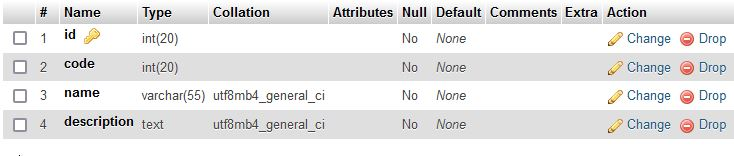 # Name Type Collation Attributes Null Default Comments Extra Action
1 id int(20) No None Change Drop
2 code int(20) No None Change Drop
3 name varchar(55) utf8mb4_general_ci No None Change Drop
4 description text utf8mb4_general_ci No None Change Drop